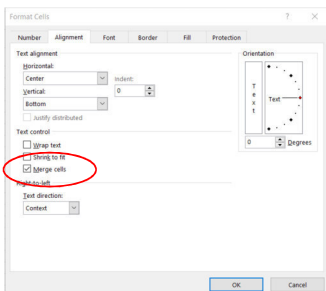 Format Cells ? ×
Number Alignment Font Border Fill Protection
Text alignment
Horizontal:
Center Indent:
Vertical: 0
Bottom
Justify distributed
Text control
Wrap text
Shrink to fit
Merge cells
Right-to-left
Text direction:
Context
Orientation
Text
Text
0 Degrees
OK Cancel